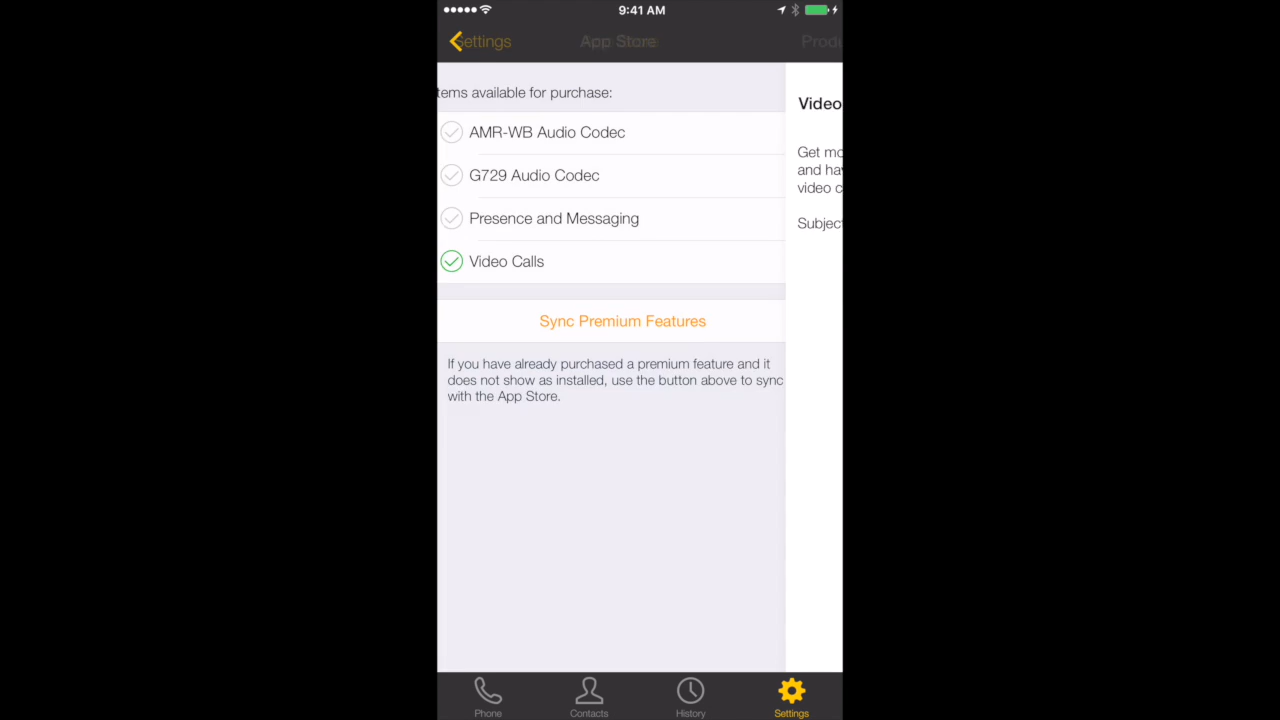 9:41 AM
Settings
App Store
Produ
tems available for purchase:
AMR-WB Audio Codec
G729 Audio Codec
Presence and Messaging
Video Calls
Sync Premium Features
If you have already purchased a premium feature and it
does not show as installed, use the button above to sync
with the App Store.
Video
Get mo
and hav
video c
Subject
Phone
Contacts
History
Settings